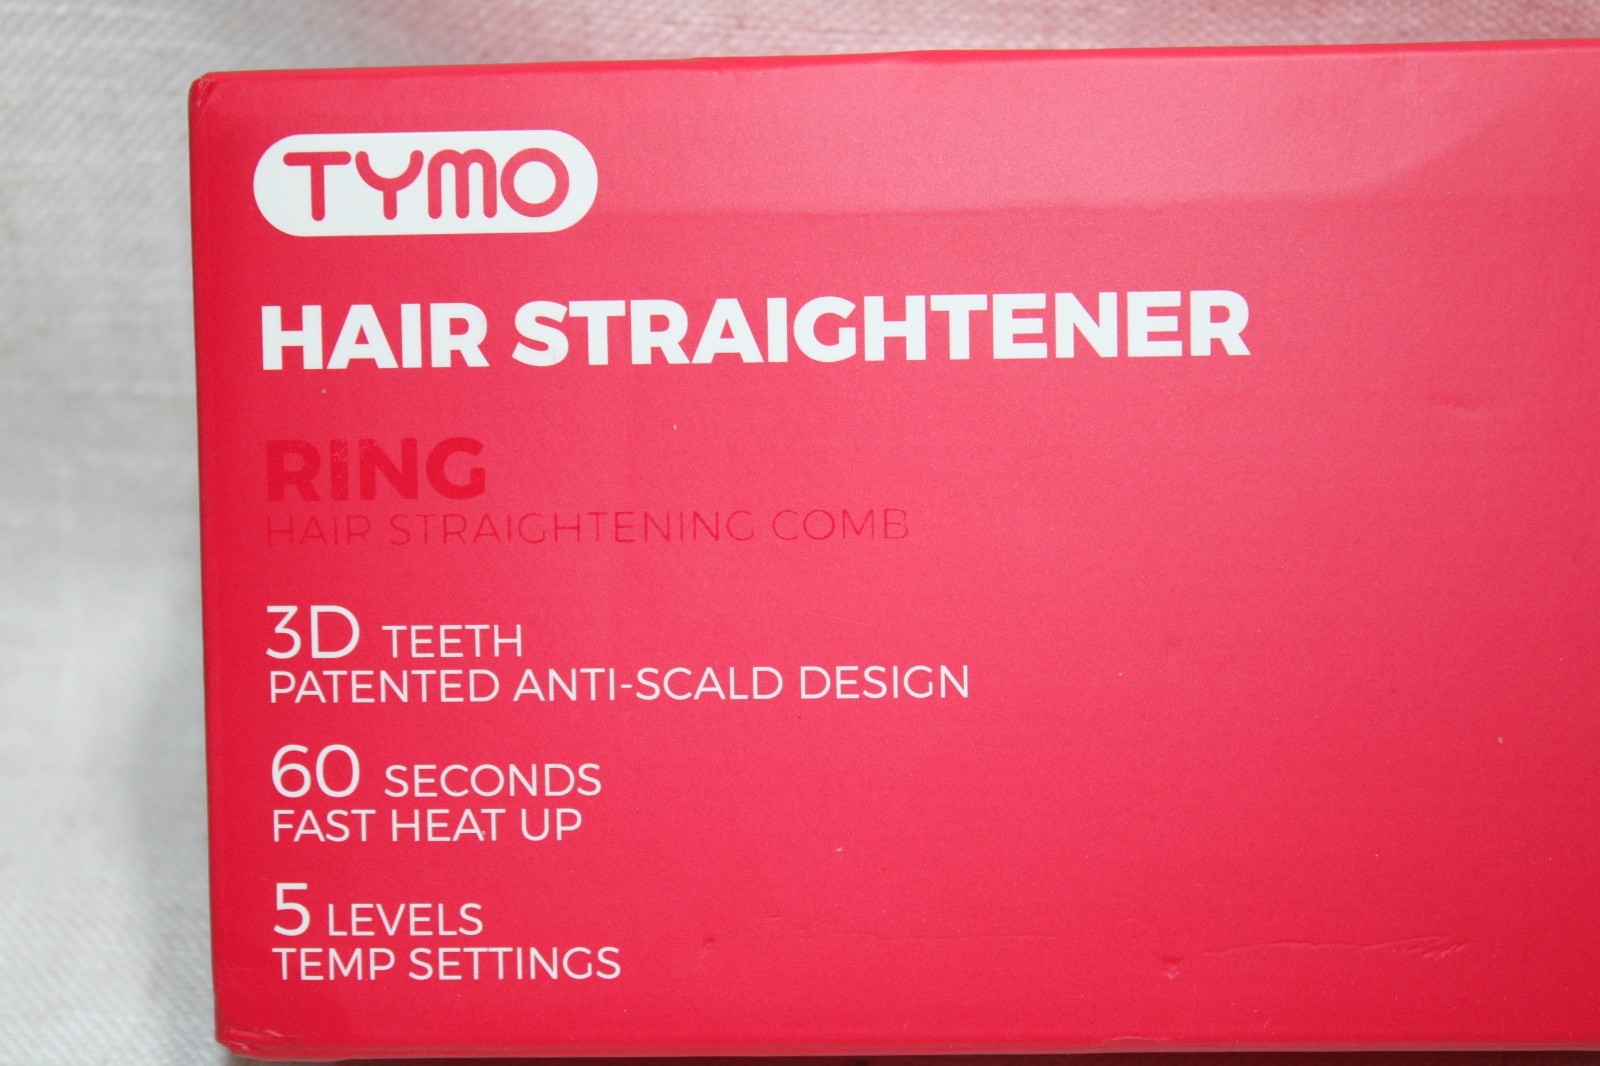 TYMO
HAIR STRAIGHTENER
RING
HAIR STRAIGHTENING COMB
3D TEETH
PATENTED ANTI-SCALD DESIGN
60 SECONDS
FAST HEAT UP
5 LEVELS
TEMP SETTINGS